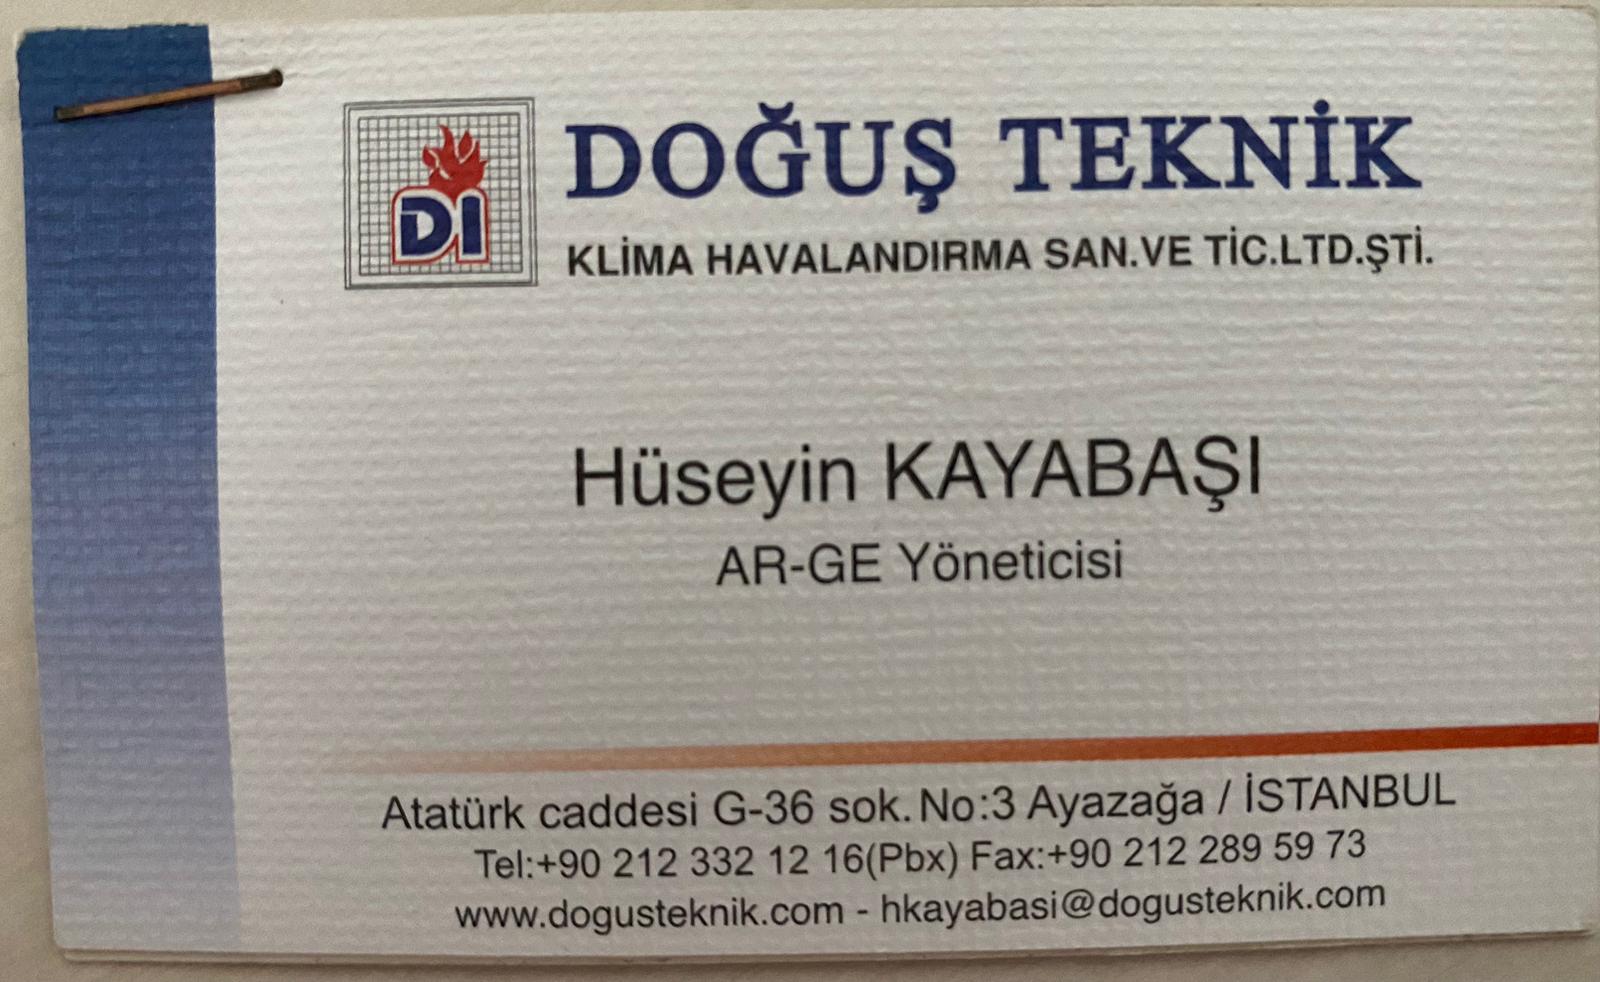 DI
DOĞUŞ TEKNİK
KLİMA HAVALANDIRMA SAN.VE TİC.LTD.ŞTİ.
Hüseyin KAYABAŞI
AR-GE Yöneticisi
Atatürk caddesi G-36 sok. No:3 Ayazağa / İSTANBUL
Tel:+90 212 332 12 16(Pbx) Fax:+90 212 289 59 73
www.dogusteknik.com - hkayabasi@dogusteknik.com